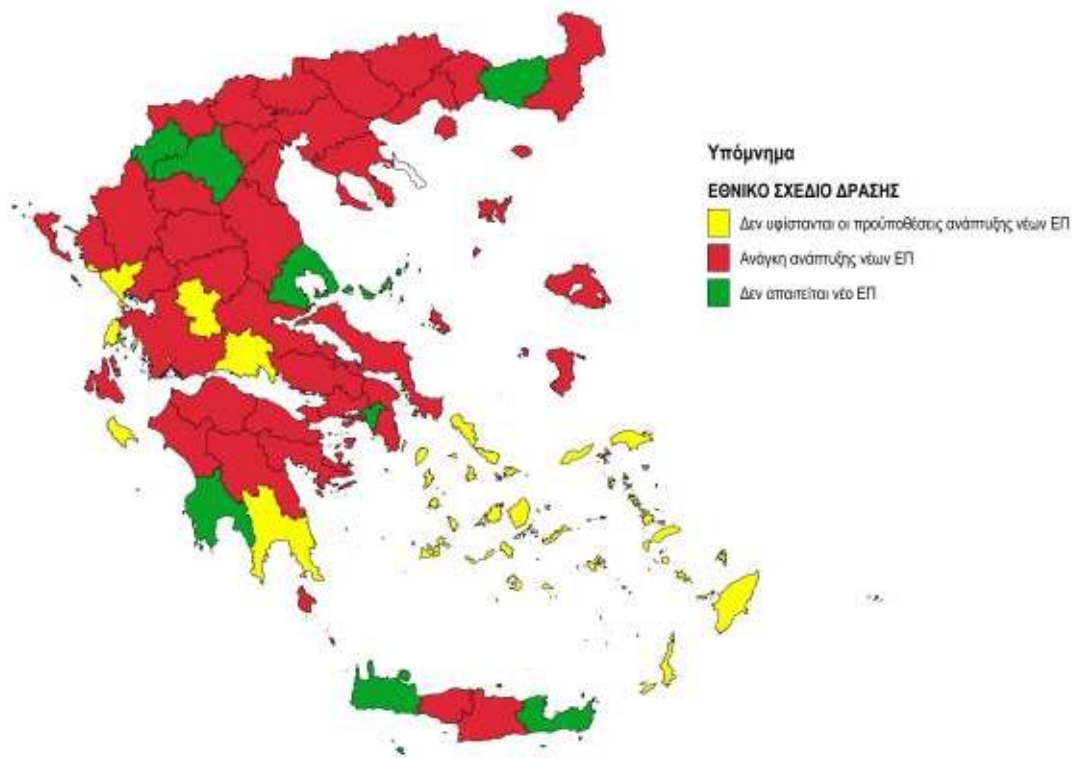 Υπόμνημα
ΕΘΝΙΚΟ ΣΧΕΔΙΟ ΔΡΑΣΗΣ
Δεν υφίστανται οι προϋποθέσεις ανάπτυξης νέων ΕΠ
Ανάγκη ανάπτυξης νέων ΕΠ
Δεν απαιτείται νέο ΕΠ